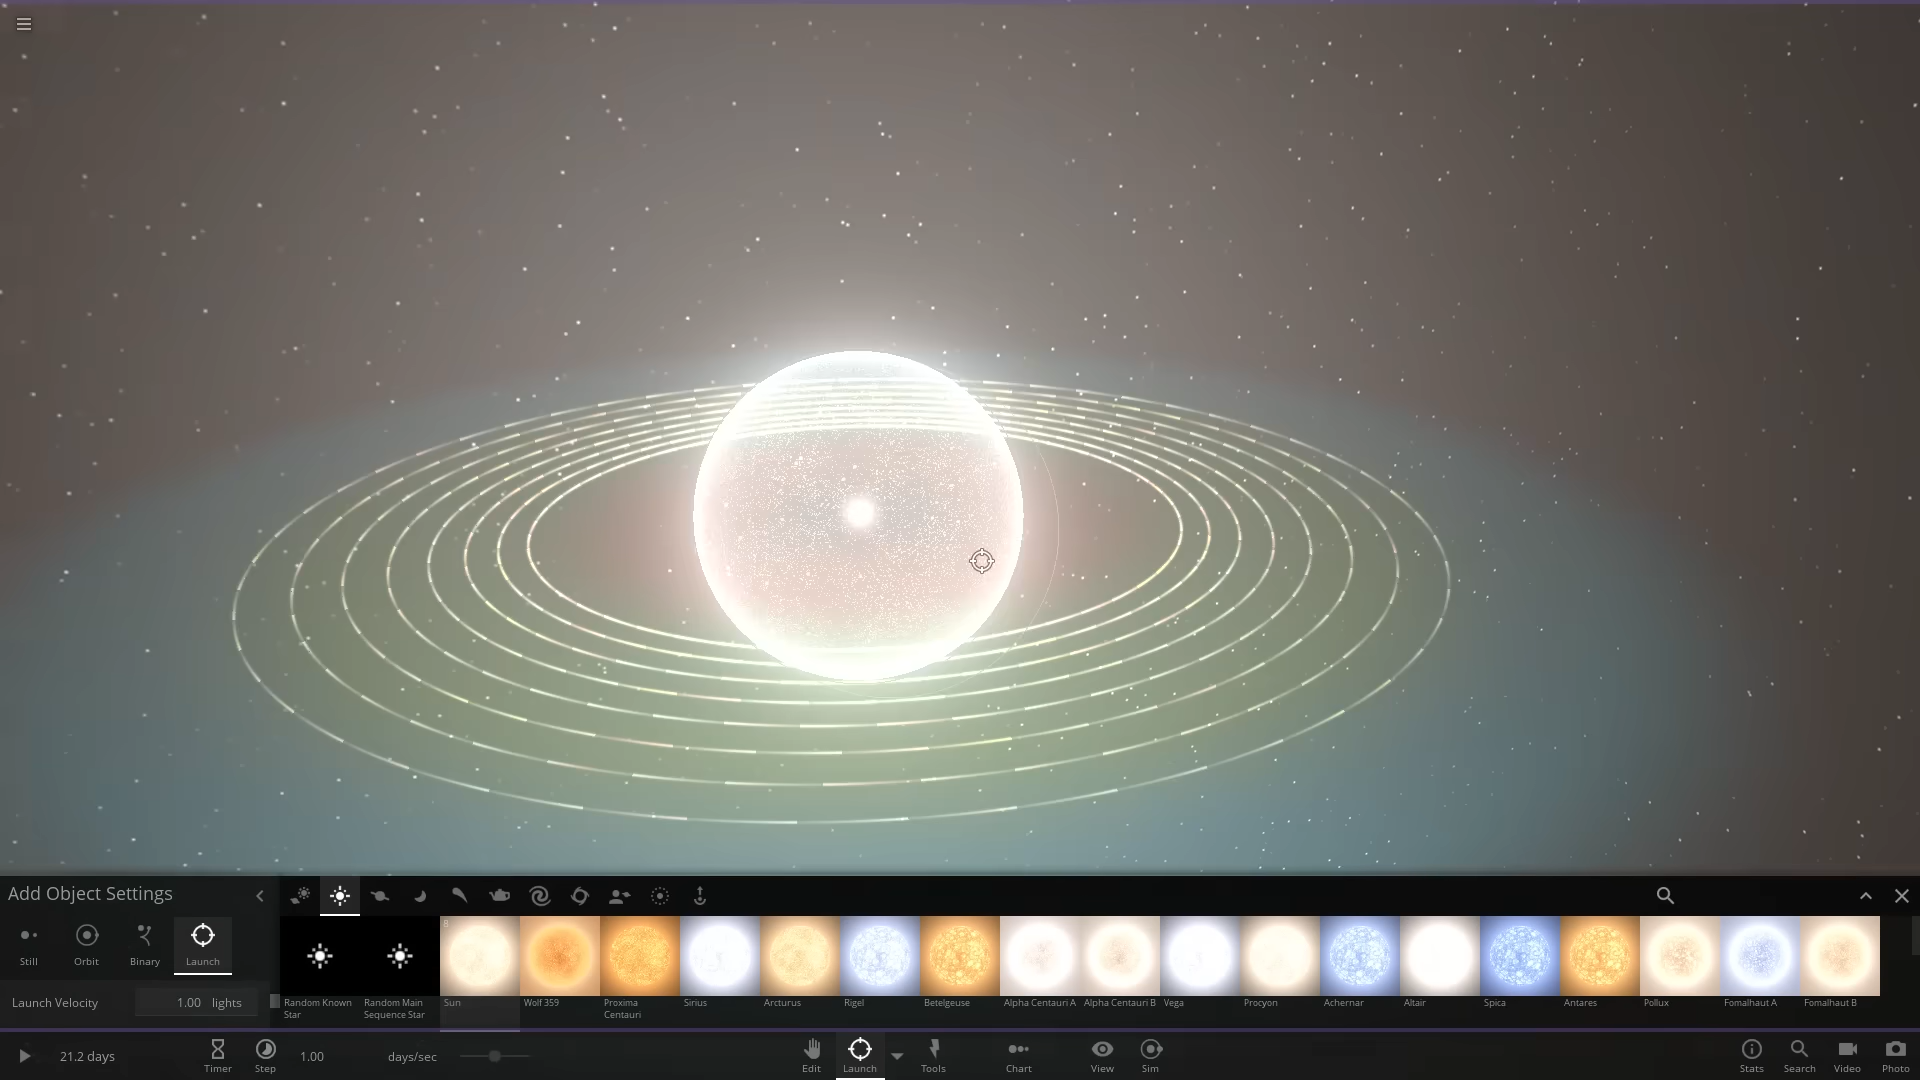 Add Object Settings
Still
Orbit
Binary
Launch
Launch Velocity
1.00 lights
Random Known Star
Random Main Sequence Star
8
Sun
Wolf 359
Proxima Centauri
Sirius
Arcturus
Rigel
Betelgeuse
Alpha Centauri A
Alpha Centauri B
Vega
Procyon
Achernar
Altair
Spica
Antares
Pollux
Fomalhaut A
Fomalhaut B
21.2 days
Timer
Step
1.00
days/sec
Edit
Launch
Tools
Chart
View
Sim
Stats
Search
Video
Photo